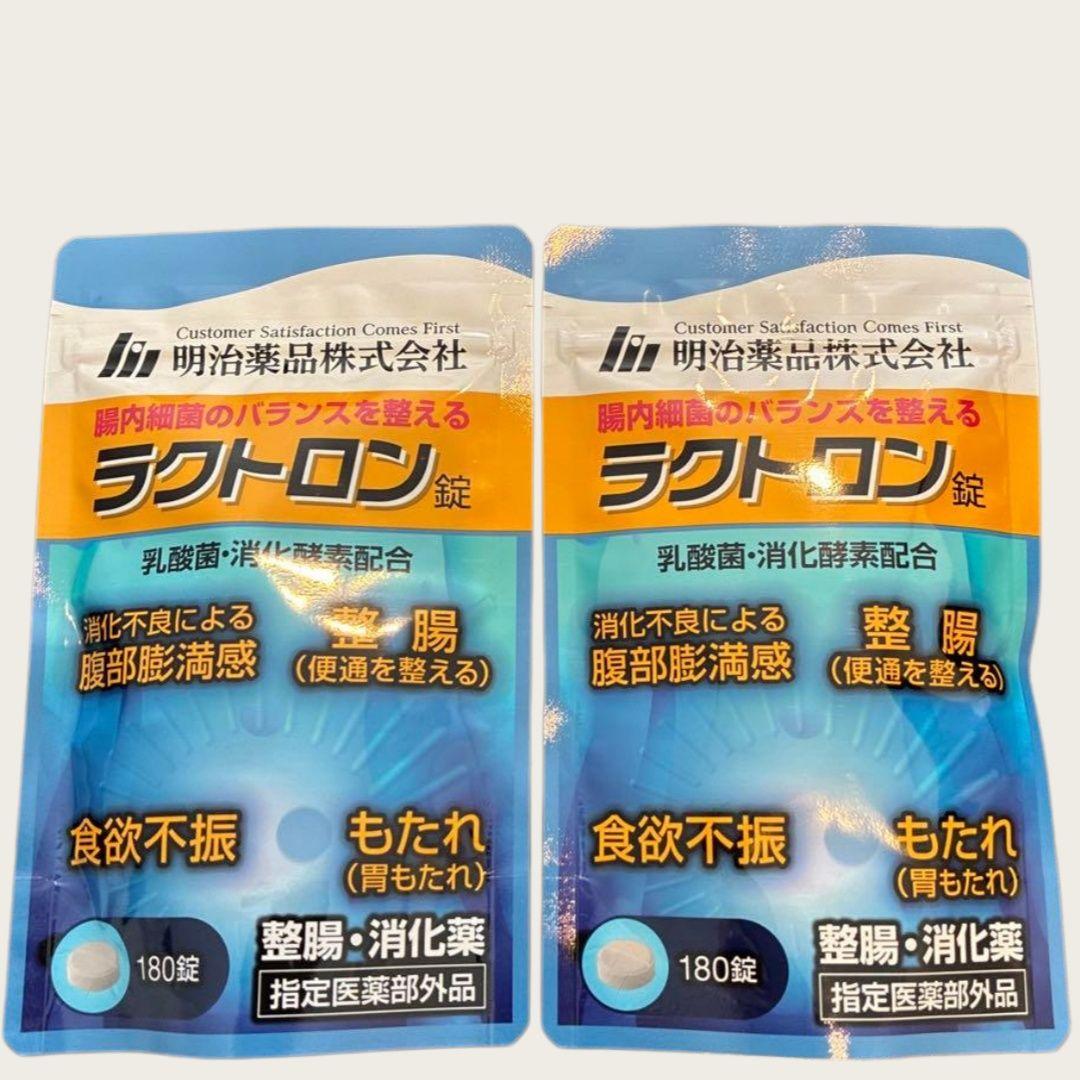 Customer Satisfaction Comes First
明治薬品株式会社
腸内細菌のバランスを整える
ラクトロン錠
乳酸菌・消化酵素配合
消化不良による
腹部膨満感
整腸
(便通を整える)
食欲不振
もたれ
(胃もたれ)
180錠
整腸・消化薬
指定医薬部外品
Customer Satisfaction Comes First
明治薬品株式会社
腸内細菌のバランスを整える
ラクトロン錠
乳酸菌・消化酵素配合
消化不良による
腹部膨満感
整腸
(便通を整える)
食欲不振
もたれ
(胃もたれ)
180錠
整腸・消化薬
指定医薬部外品